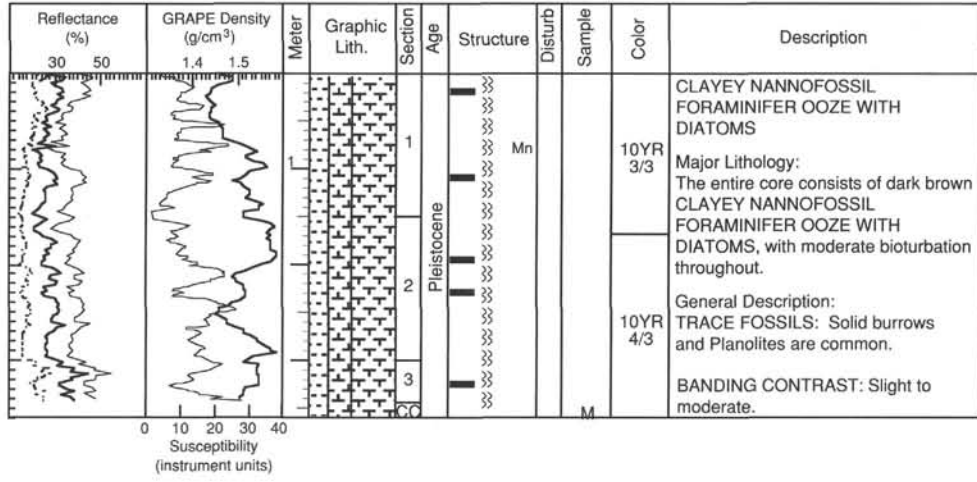 Reflectance
(%)
30 50
GRAPE Density
(g/cm³)
1.4 1.5
Meter
Graphic
Lith.
Section
Age
Structure
Disturb
Sample
Color
Description
1
1
2
3
CC
Pleistocene
Mn
M
10YR
3/3
10YR
4/3
CLAYEY NANNOFOSSIL
FORAMINIFER OOZE WITH
DIATOMS
Major Lithology:
The entire core consists of dark brown
CLAYEY NANNOFOSSIL
FORAMINIFER OOZE WITH
DIATOMS, with moderate bioturbation
throughout.
General Description:
TRACE FOSSILS: Solid burrows
and Planolites are common.
BANDING CONTRAST: Slight to
moderate.
0 10 20 30 40
Susceptibility
(instrument units)